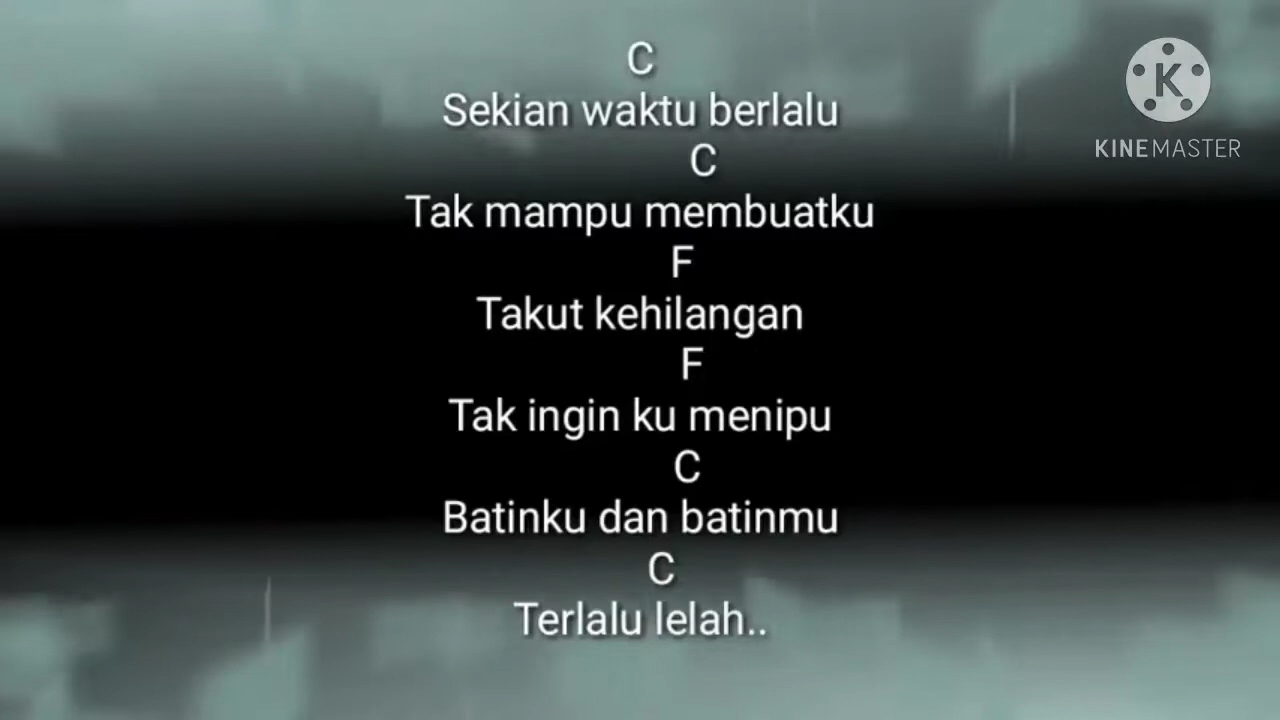 C
Sekian waktu berlalu
C
Tak mampu membuatku
F
Takut kehilangan
F
Tak ingin ku menipu
C
Batinku dan batinmu
C
Terlalu lelah..
K
KINEMASTER